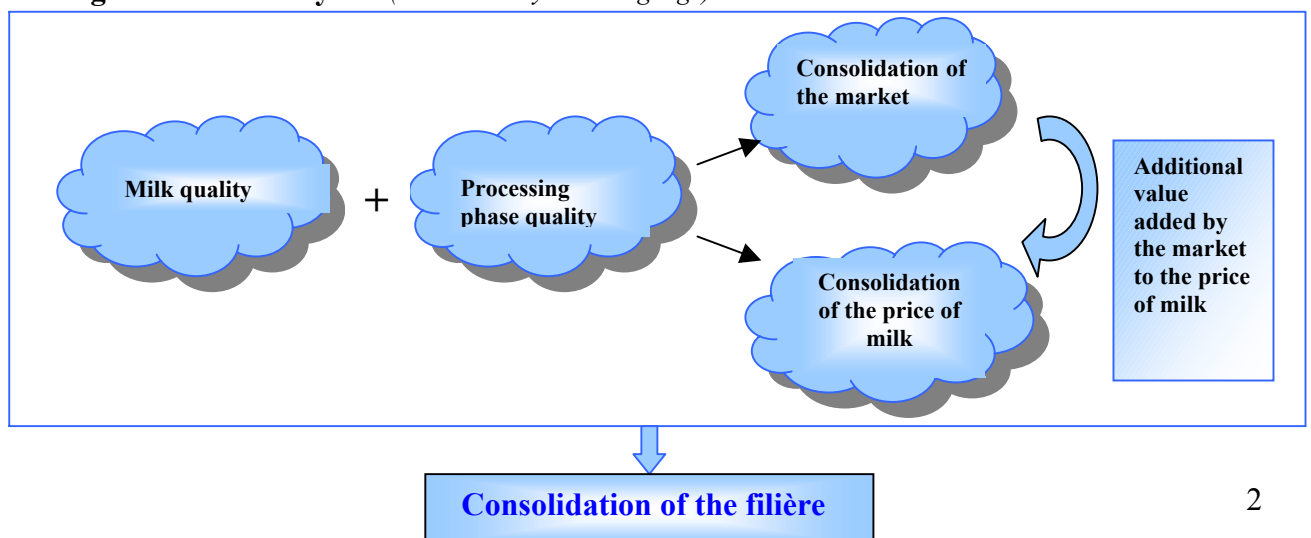 Consolidation of
the market
Milk quality
+
Processing
phase quality
Consolidation
of the price of
milk
Additional
value
added by
the market
to the price
of milk
Consolidation of the filière
2